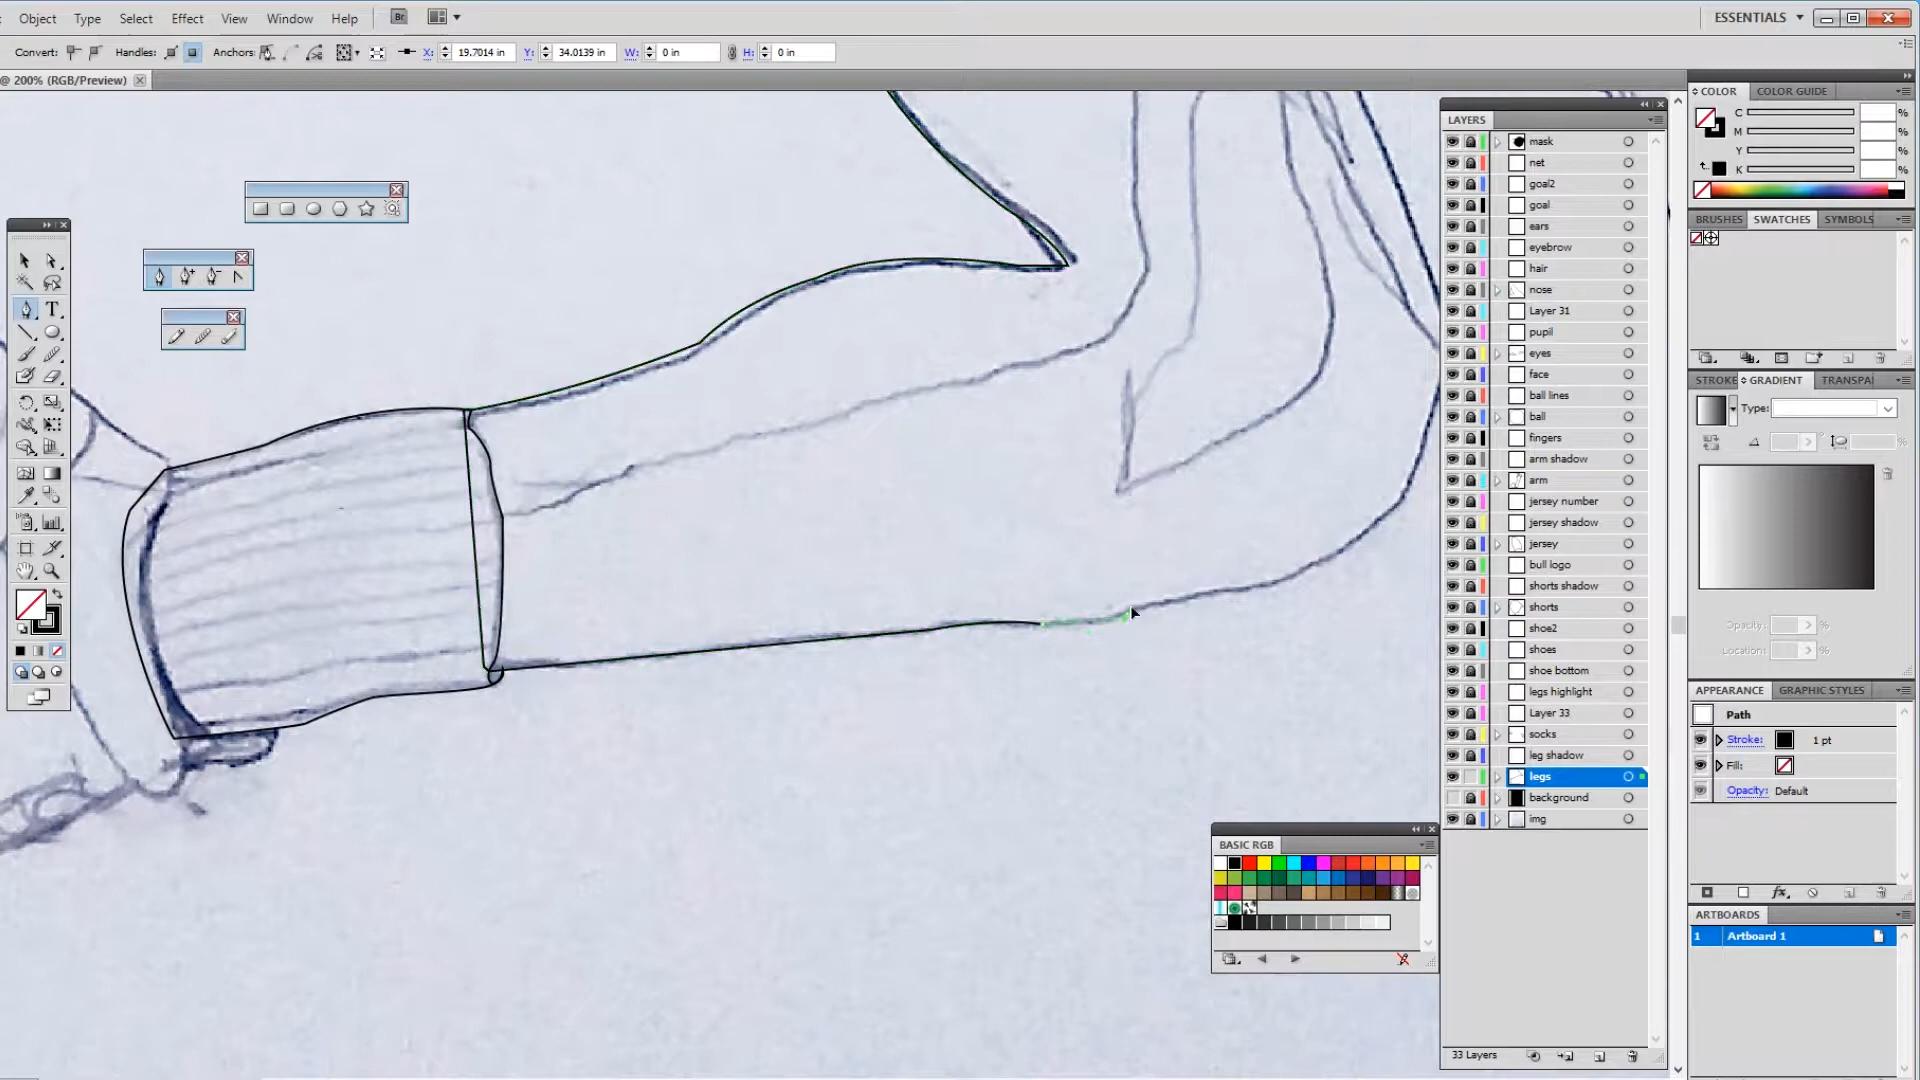 Object Type Select Effect View Window Help Br ESSENTIALS
Convert: Handles: Anchors: X: 19.7014 in Y: 34.0139 in W: 0 in H: 0 in
@ 200% (RGB/Preview)
LAYERS
mask
net
goal2
goal
ears
eyebrow
hair
nose
Layer 31
pupil
eyes
face
ball lines
ball
fingers
arm shadow
arm
jersey number
jersey shadow
jersey
bull logo
shorts shadow
shorts
shoe2
shoes
shoe bottom
legs highlight
Layer 33
socks
leg shadow
legs
background
img
33 Layers
BASIC RGB
COLOR COLOR GUIDE
C %
M %
Y %
K %
BRUSHES SWATCHES SYMBOLS
STROKE GRADIENT TRANSPA
Type:
Opacity: %
Location: %
APPEARANCE GRAPHIC STYLES
Path
Stroke: 1 pt
Fill:
Opacity: Default
ARTBOARDS
1 Artboard 1